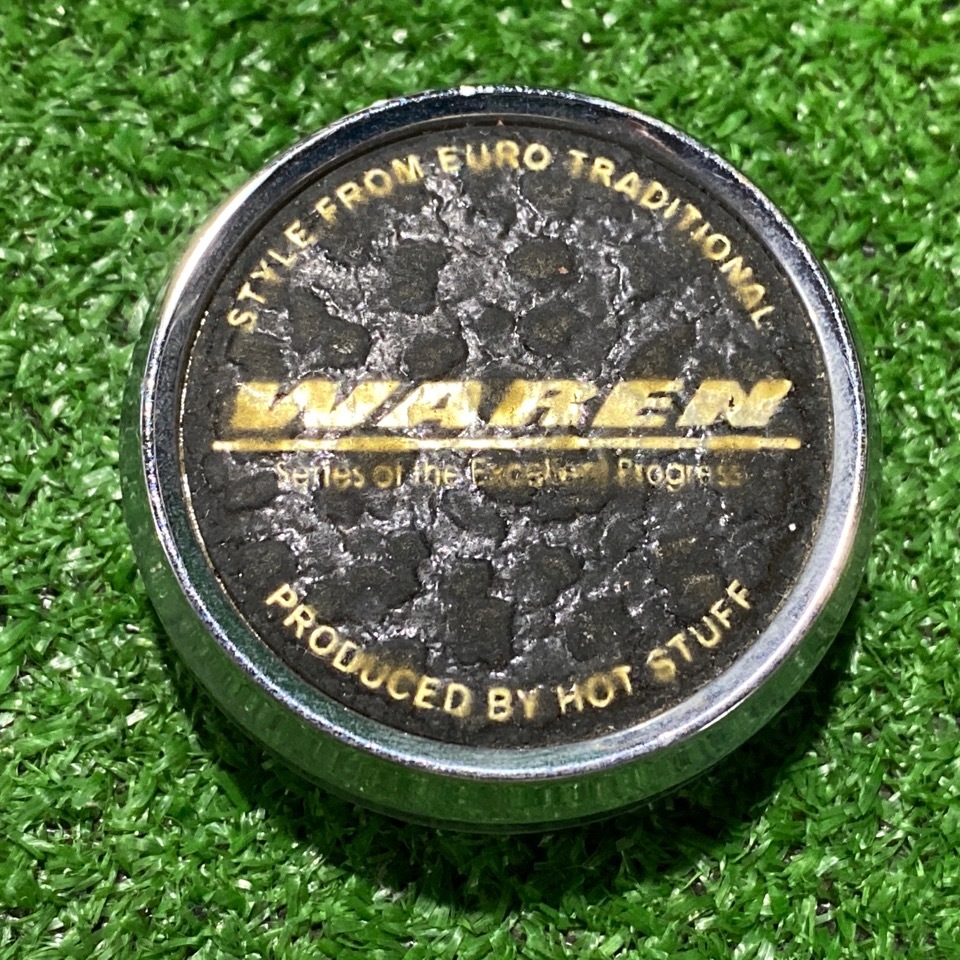 STYLE FROM EURO TRADITIONAL
WAREN
Series of the Excellent Progress
PRODUCED BY HOT STUFF